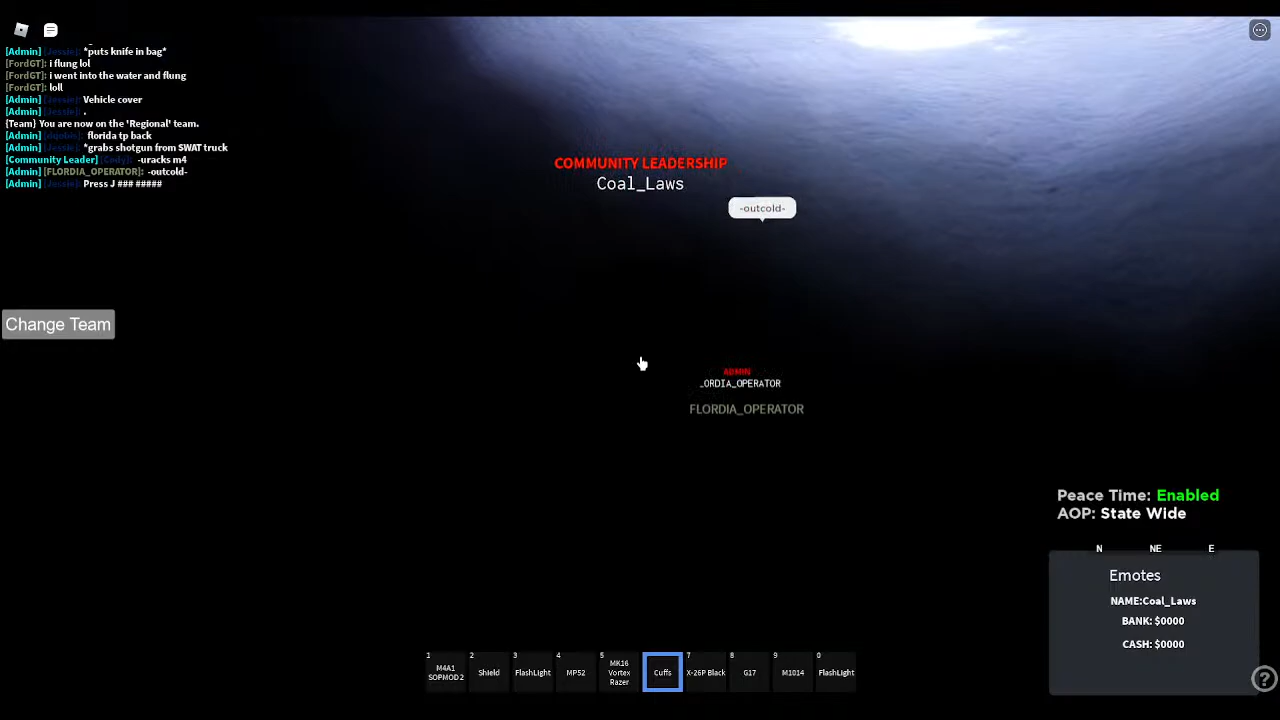 [Admin] [Jessie]: *puts knife in bag*
[FordGT]: i flung lol
[FordGT]: i went into the water and flung
[FordGT]: loll
[Admin] [Jessie]: Vehicle cover
[Admin] [Jessie]: .
{Team} You are now on the 'Regional' team.
[Admin] florida tp back
[Admin] [Jessie]: *grabs shotgun from SWAT truck
[Community Leader] [Cody]: -uracks m4
[Admin] [FLORDIA_OPERATOR]: -outcold-
[Admin] [Jessie]: Press J ### #####
COMMUNITY LEADERSHIP
Coal_Laws
-outcold-
Change Team
ADMIN
_ORDIA_OPERATOR
FLORDIA_OPERATOR
Peace Time: Enabled
AOP: State Wide
N NE E
Emotes
NAME:Coal_Laws
BANK: $0000
CASH: $0000
1 2 3 4 5 7 8 9 0
M4A1 SOPMOD2
Shield
FlashLight
MP52
MK16 Vortex Razer
Cuffs
X-26P Black
G17
M1014
FlashLight
?